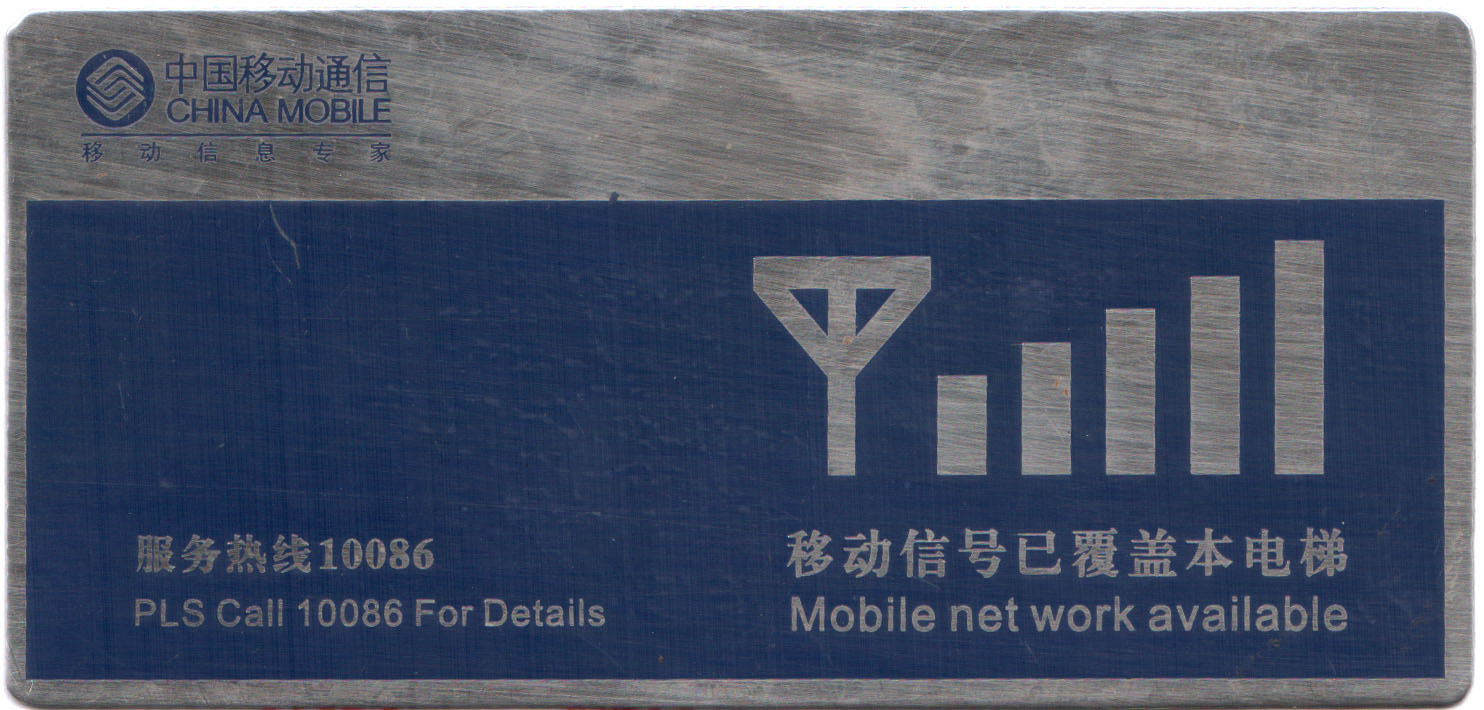 中国移动通信
CHINA MOBILE
移动信息专家
服务热线10086
PLS Call 10086 For Details
移动信号已覆盖本电梯
Mobile net work available